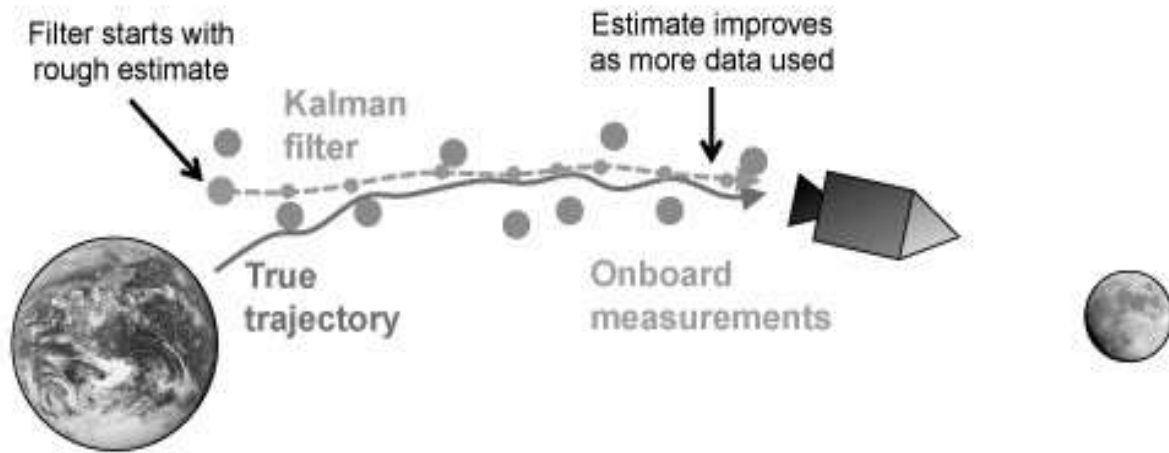 Filter starts with
rough estimate
Estimate improves
as more data used
Kalman
filter
True
trajectory
Onboard
measurements